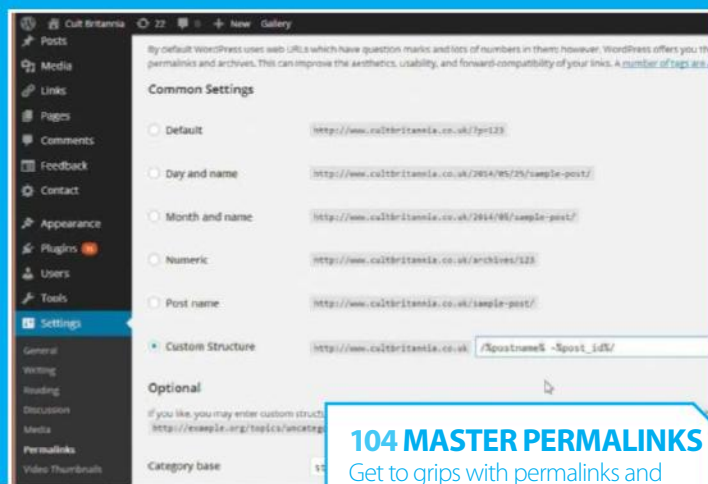 Cult Britannia 22 0 + New Gallery
Posts
Media
Links
Pages
Comments
Feedback
Contact
Appearance
Plugins
Users
Tools
Settings
General
Writing
Reading
Discussion
Media
Permalinks
Video Thumbnails
By default WordPress uses web URLs which have question marks and lots of numbers in them; however, WordPress offers you th
permalinks and archives. This can improve the aesthetics, usability, and forward-compatibility of your links. A number of tags are
Common Settings
Default http://www.cultbritannia.co.uk/?p=123
Day and name http://www.cultbritannia.co.uk/2014/05/25/sample-post/
Month and name http://www.cultbritannia.co.uk/2014/05/sample-post/
Numeric http://www.cultbritannia.co.uk/archives/123
Post name http://www.cultbritannia.co.uk/sample-post/
Custom Structure http://www.cultbritannia.co.uk /%postname% -%post_id%/
Optional
If you like, you may enter custom struct
http://example.org/topics/uncateg
Category base st
104 MASTER PERMALINKS
Get to grips with permalinks and